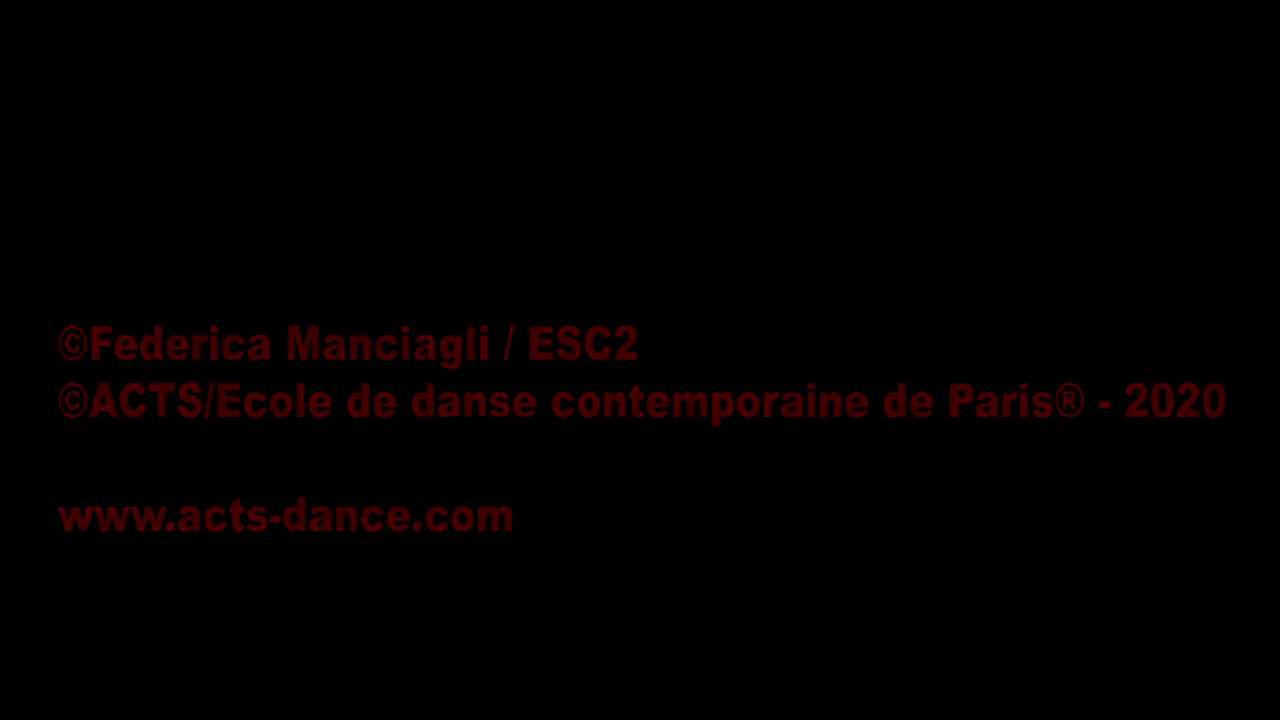 ©Federica Manciagli / ESC2
©ACTS/Ecole de danse contemporaine de Paris® - 2020
www.acts-dance.com